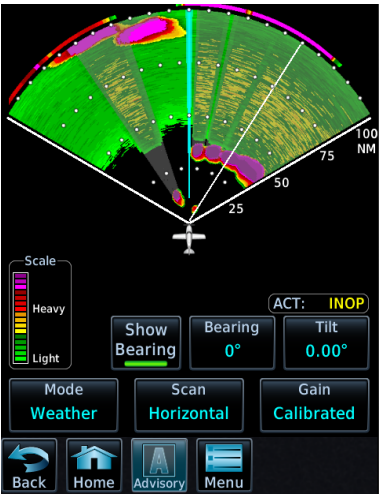 100
NM
75
50
25
Scale
Heavy
Light
ACT: INOP
Show
Bearing
Bearing
0°
Tilt
0.00°
Mode
Weather
Scan
Horizontal
Gain
Calibrated
Back
Home
A
Advisory
Menu